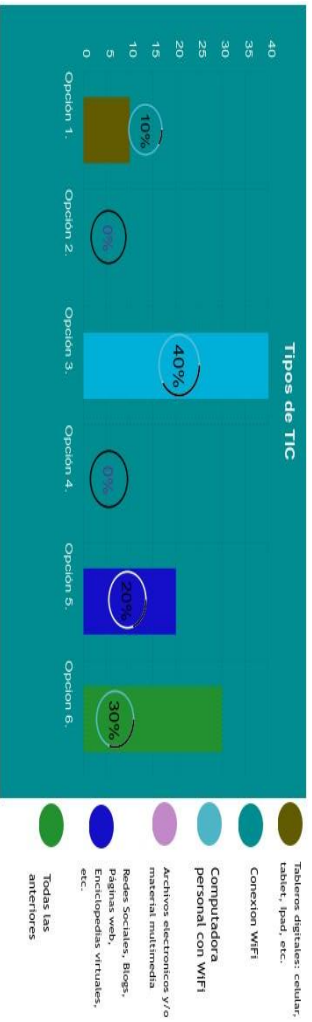 Tipos de TIC
40
35
30
25
20
15
10
5
0
10%
0%
40%
0%
20%
30%
Opción 1.
Opción 2.
Opción 3.
Opción 4.
Opción 5.
Opcion 6.
Tableros digitales: celular,
tablet, Ipad, etc.
Conexion WiFi
Computadora
personal con WiFi
Archivos electronicos y/o
material multimedia
Redes Sociales, Blogs,
Páginas web,
Enciclopedias virtuales,
etc.
Todas las
anteriores